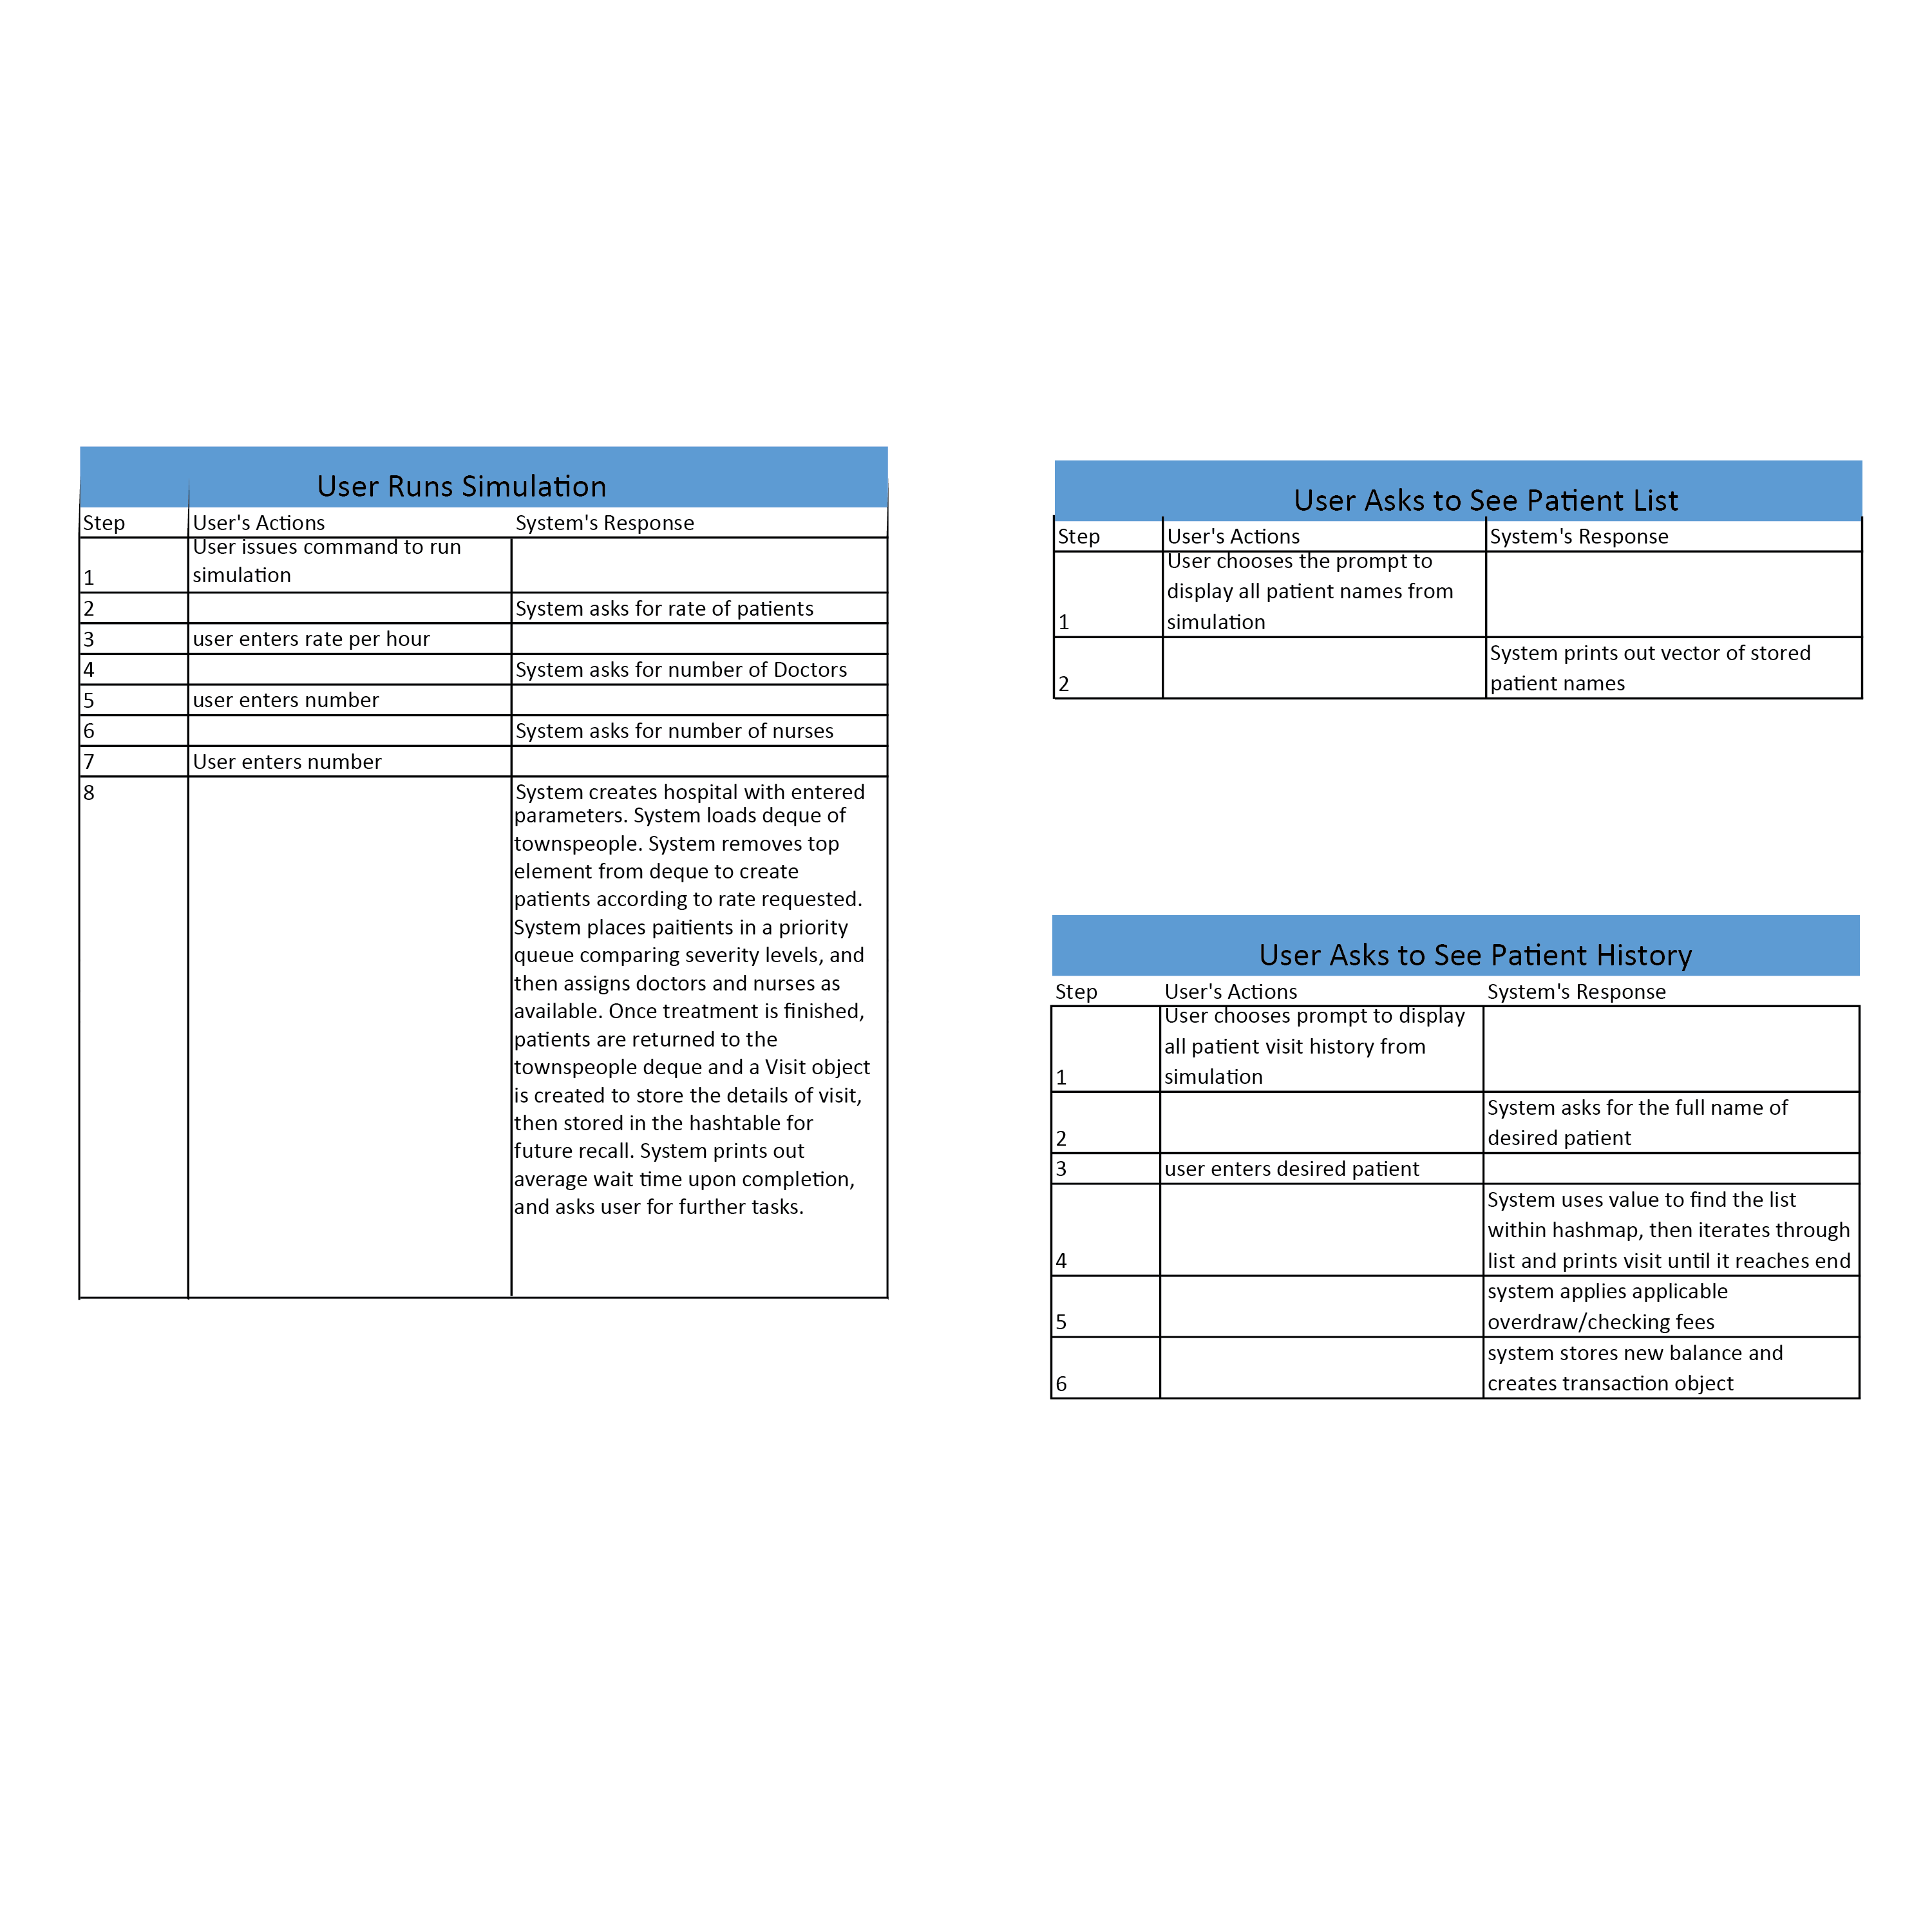 User Runs Simulation
Step User's Actions System's Response
User issues command to run
1 simulation
2 System asks for rate of patients
3 user enters rate per hour
4 System asks for number of Doctors
5 user enters number
6 System asks for number of nurses
7 User enters number
8 System creates hospital with entered
parameters. System loads deque of
townspeople. System removes top
element from deque to create
patients according to rate requested.
System places paitients in a priority
queue comparing severity levels, and
then assigns doctors and nurses as
available. Once treatment is finished,
patients are returned to the
townspeople deque and a Visit object
is created to store the details of visit,
then stored in the hashtable for
future recall. System prints out
average wait time upon completion,
and asks user for further tasks.
User Asks to See Patient List
Step User's Actions System's Response
User chooses the prompt to
display all patient names from
1 simulation
System prints out vector of stored
2 patient names
User Asks to See Patient History
Step User's Actions System's Response
User chooses prompt to display
all patient visit history from
1 simulation
System asks for the full name of
2 desired patient
3 user enters desired patient
System uses value to find the list
within hashmap, then iterates through
4 list and prints visit until it reaches end
system applies applicable
5 overdraw/checking fees
system stores new balance and
6 creates transaction object